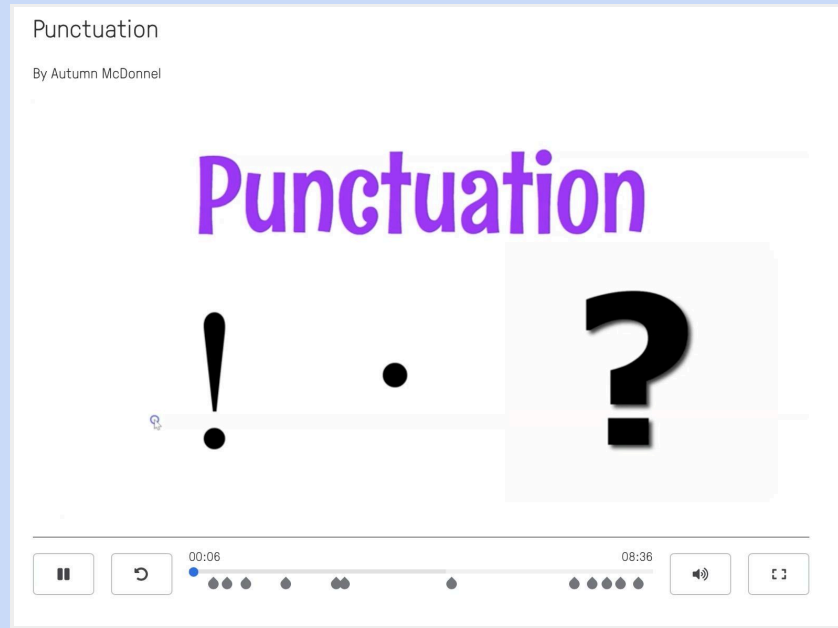 Punctuation
By Autumn McDonnel
Punctuation
! . ?
00:06 08:36